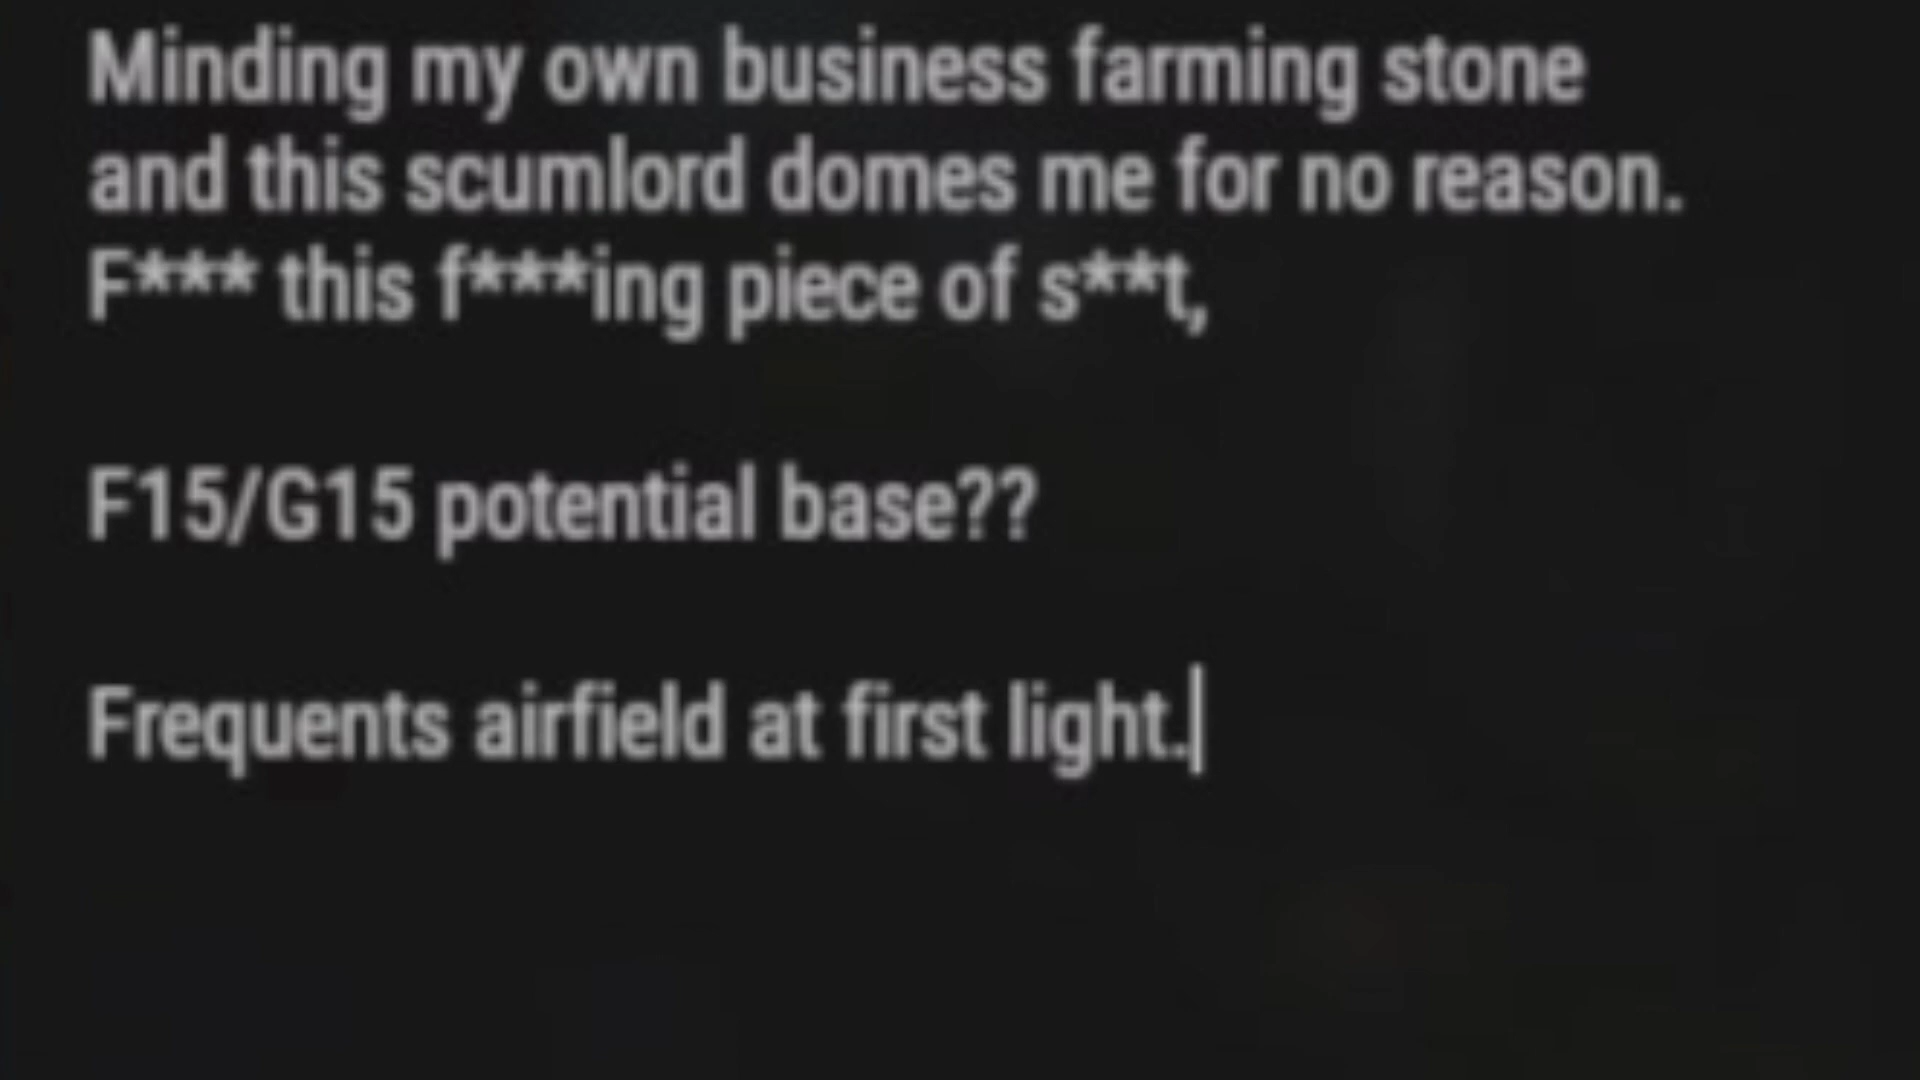 Minding my own business farming stone
and this scumlord domes me for no reason.
F*** this f***ing piece of s**t,
F15/G15 potential base??
Frequents airfield at first light.